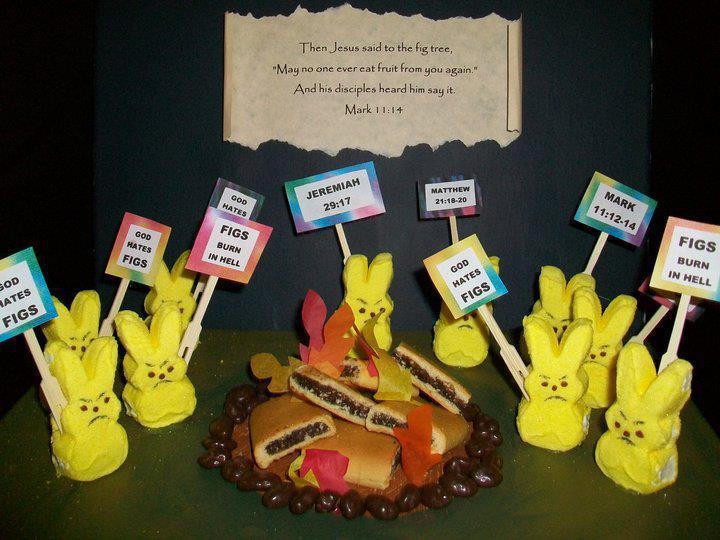 Then Jesus said to the fig tree,
"May no one ever eat fruit from you again."
And his disciples heard him say it.
Mark 11:14
GOD
HATES
FIGS
GOD
HATES
FIGS
GOD
HATES
FIGS
BURN
IN HELL
JEREMIAH
29:17
MATTHEW
21:18-20
GOD
HATES
FIGS
MARK
11:12-14
FIGS
BURN
IN HELL